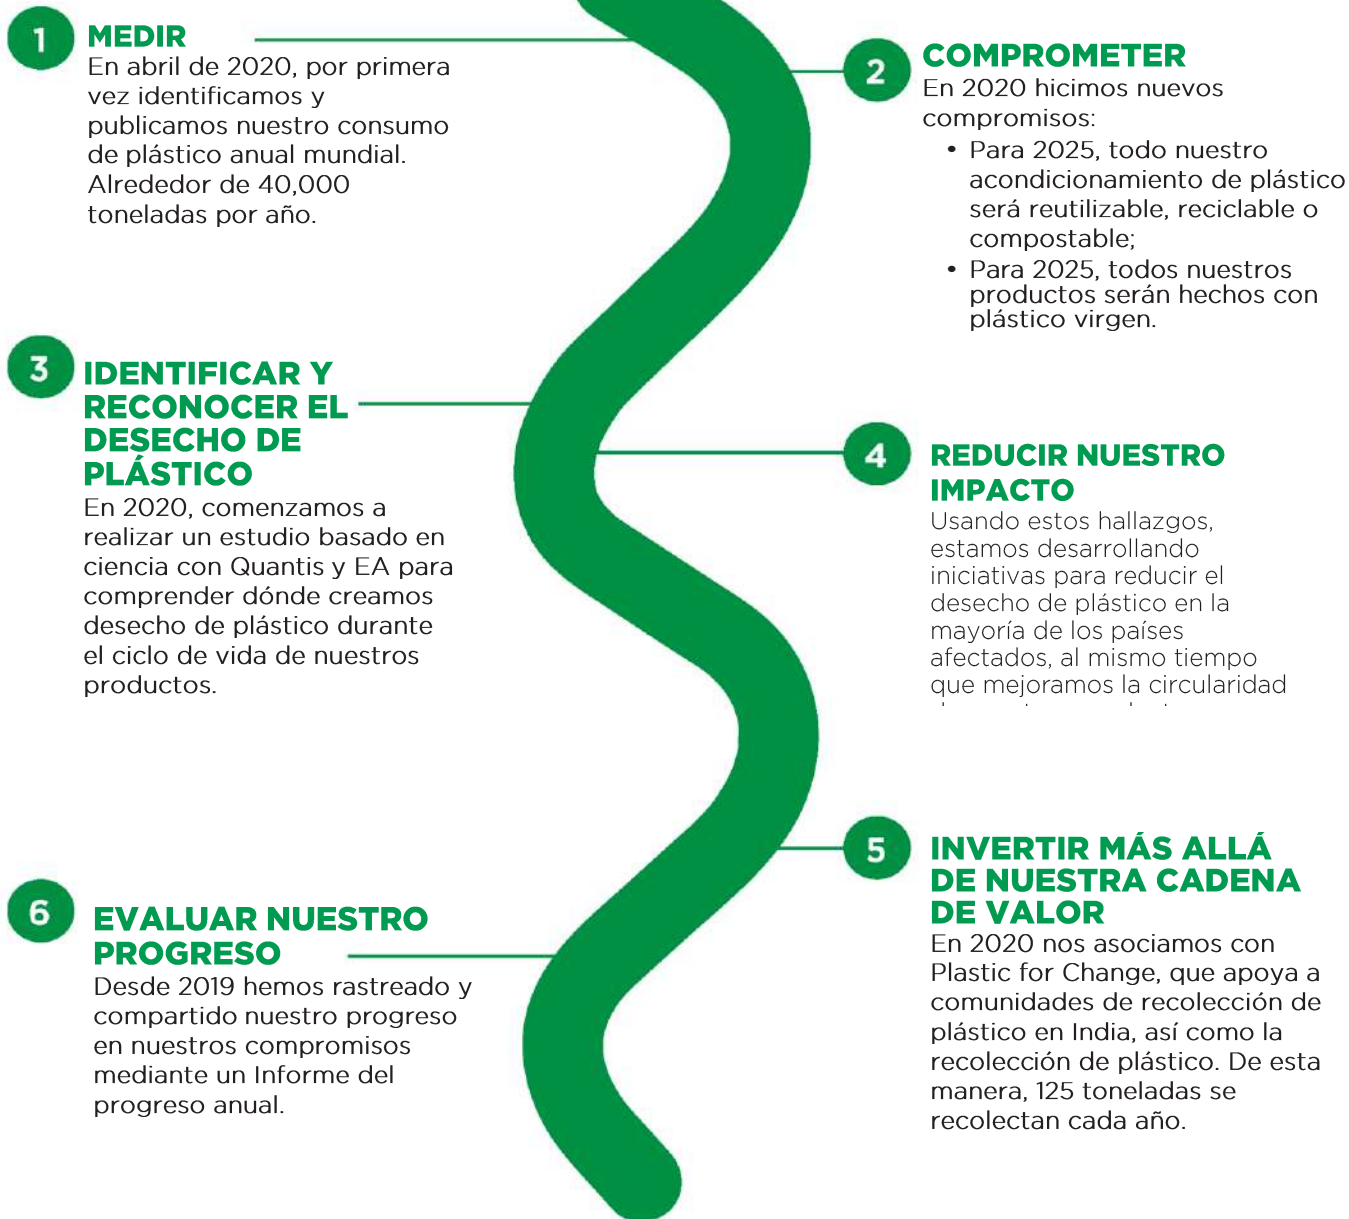 1
MEDIR
En abril de 2020, por primera
vez identificamos y
publicamos nuestro consumo
de plástico anual mundial.
Alrededor de 40,000
toneladas por año.
2
COMPROMETER
En 2020 hicimos nuevos
compromisos:
• Para 2025, todo nuestro
acondicionamiento de plástico
será reutilizable, reciclable o
compostable;
• Para 2025, todos nuestros
productos serán hechos con
plástico virgen.
3
IDENTIFICAR Y
RECONOCER EL
DESECHO DE
PLÁSTICO
En 2020, comenzamos a
realizar un estudio basado en
ciencia con Quantis y EA para
comprender dónde creamos
desecho de plástico durante
el ciclo de vida de nuestros
productos.
4
REDUCIR NUESTRO
IMPACTO
Usando estos hallazgos,
estamos desarrollando
iniciativas para reducir el
desecho de plástico en la
mayoría de los países
afectados, al mismo tiempo
que mejoramos la circularidad
5
INVERTIR MÁS ALLÁ
DE NUESTRA CADENA
DE VALOR
En 2020 nos asociamos con
Plastic for Change, que apoya a
comunidades de recolección de
plástico en India, así como la
recolección de plástico. De esta
manera, 125 toneladas se
recolectan cada año.
6
EVALUAR NUESTRO
PROGRESO
Desde 2019 hemos rastreado y
compartido nuestro progreso
en nuestros compromisos
mediante un Informe del
progreso anual.